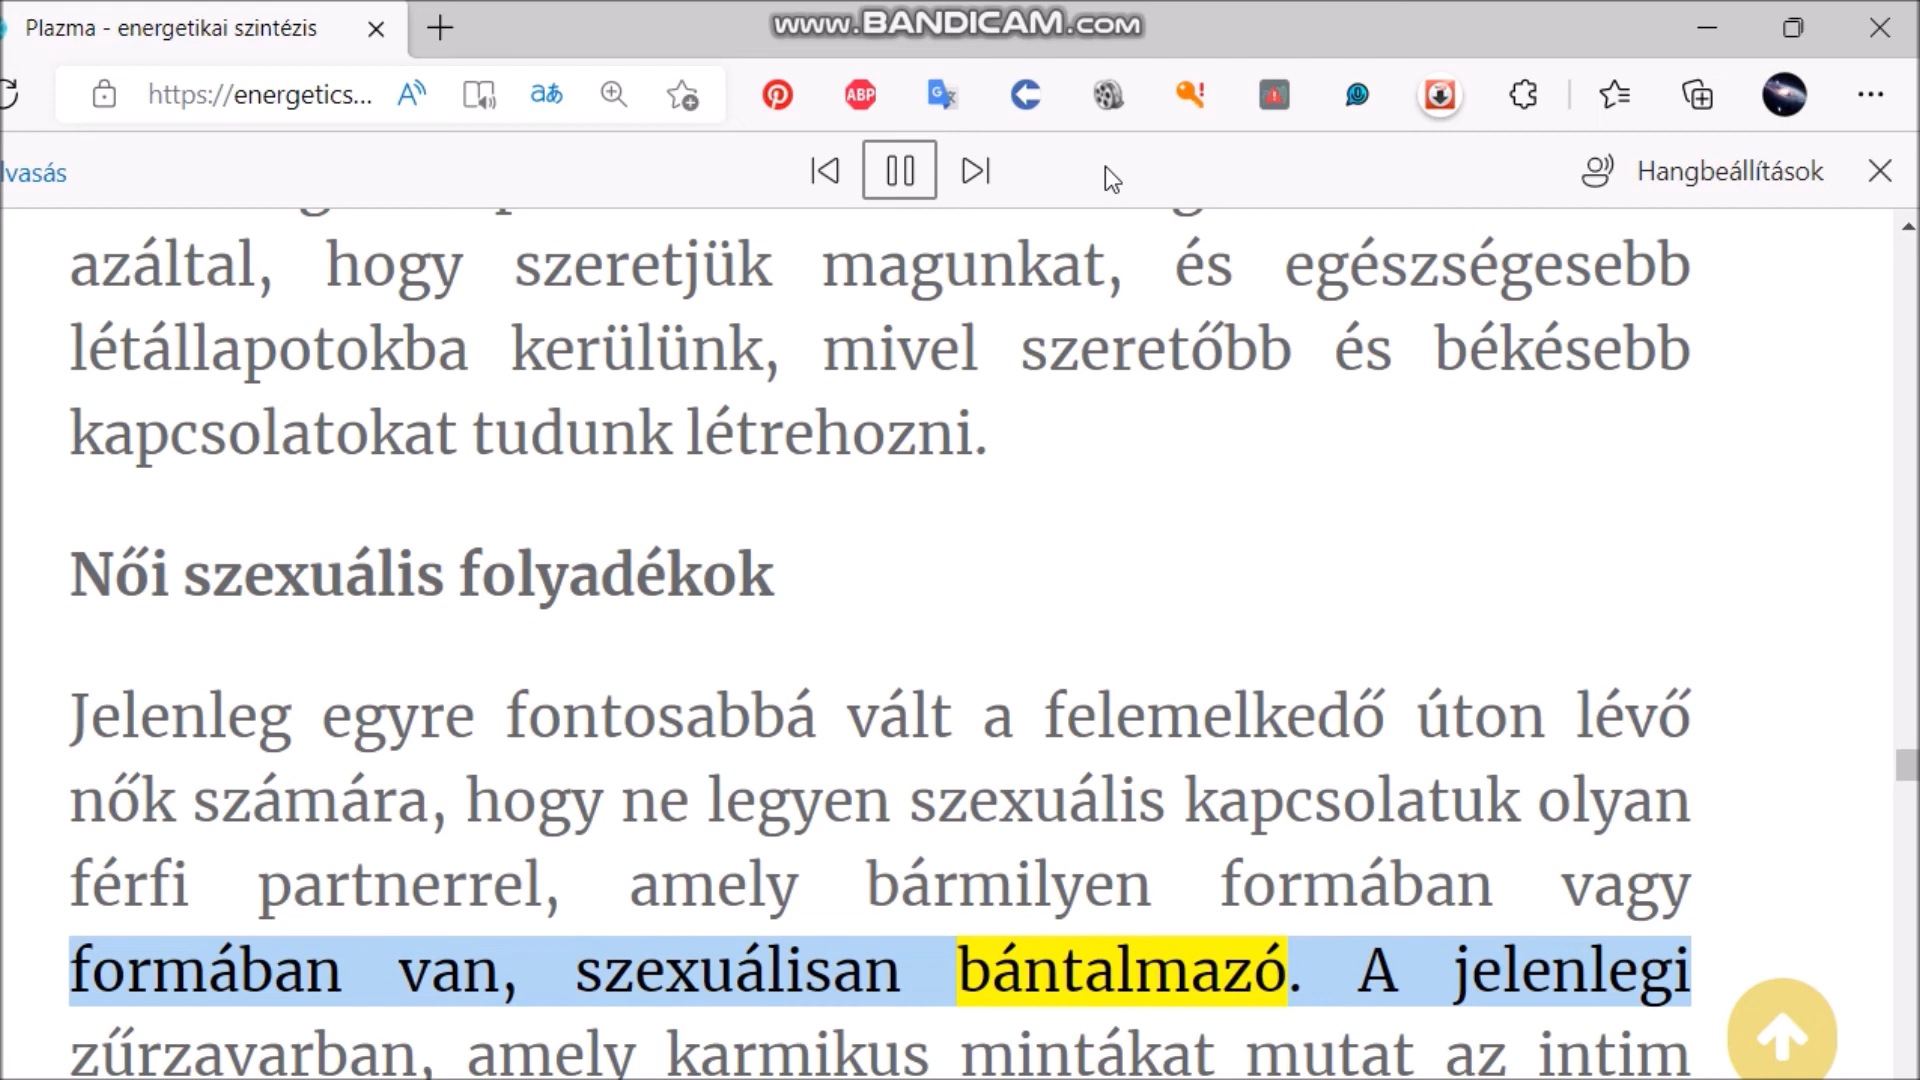 Plazma - energetikai szintézis
www.BANDICAM.com
https://energetics...
aあ
ABP
lvasás
Hangbeállítások
azáltal, hogy szeretjük magunkat, és egészségesebb
létállapotokba kerülünk, mivel szeretőbb és békésebb
kapcsolatokat tudunk létrehozni.
Női szexuális folyadékok
Jelenleg egyre fontosabbá vált a felemelkedő úton lévő
nők számára, hogy ne legyen szexuális kapcsolatuk olyan
férfi partnerrel, amely bármilyen formában vagy
formában van, szexuálisan bántalmazó. A jelenlegi
zűrzavarban, amely karmikus mintákat mutat az intim